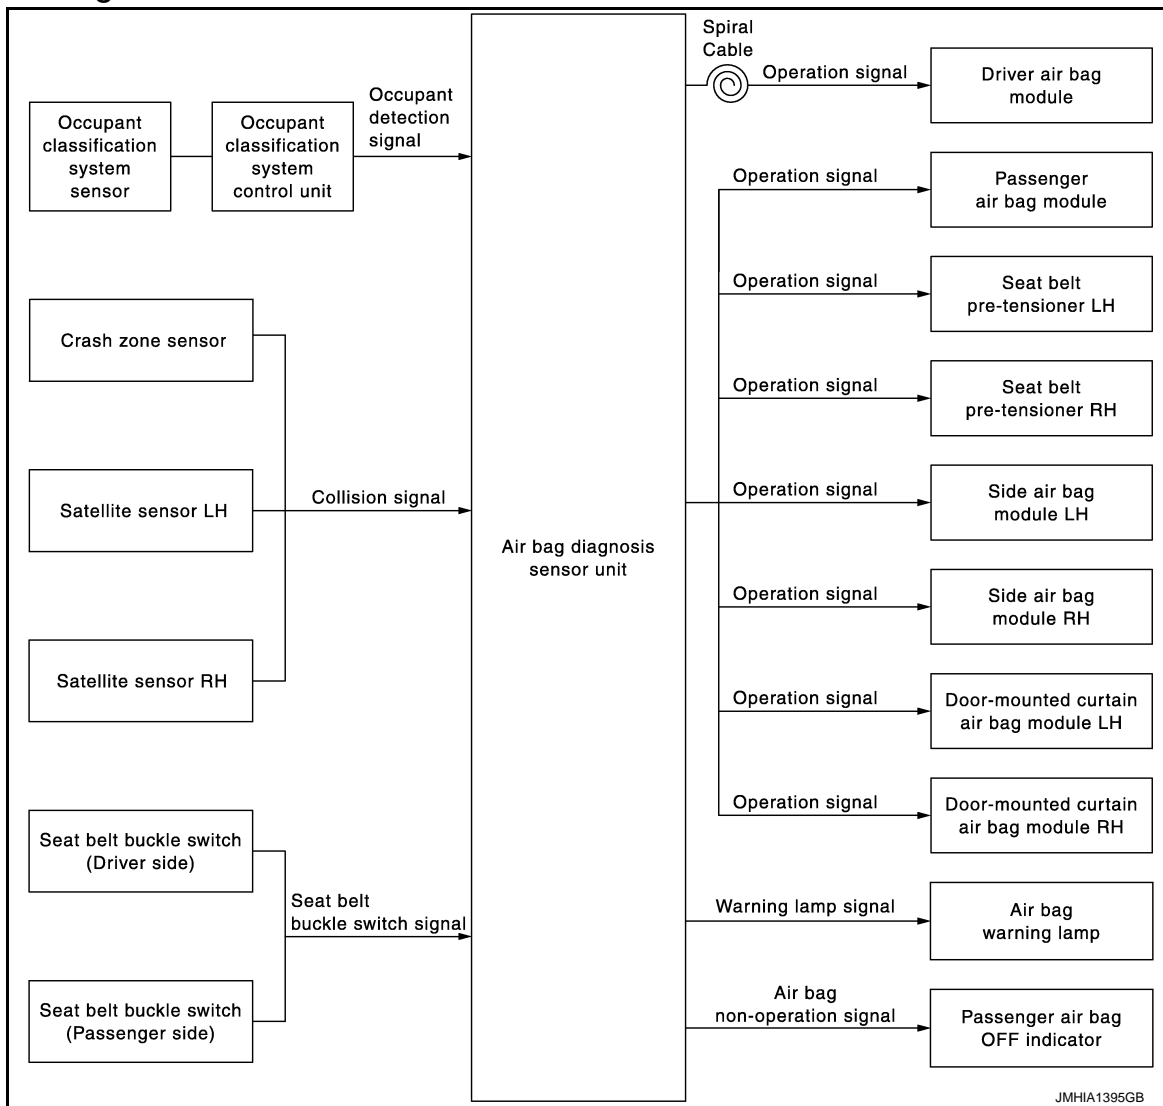 Spiral
Cable
Operation signal
Driver air bag
module
Occupant
classification
system
sensor
Occupant
classification
system
control unit
Occupant
detection
signal
Operation signal
Passenger
air bag module
Operation signal
Seat belt
pre-tensioner LH
Crash zone sensor
Operation signal
Seat belt
pre-tensioner RH
Satellite sensor LH
Collision signal
Air bag diagnosis
sensor unit
Operation signal
Side air bag
module LH
Operation signal
Side air bag
module RH
Satellite sensor RH
Operation signal
Door-mounted curtain
air bag module LH
Operation signal
Door-mounted curtain
air bag module RH
Seat belt buckle switch
(Driver side)
Seat belt
buckle switch signal
Seat belt buckle switch
(Passenger side)
Warning lamp signal
Air bag
warning lamp
Air bag
non-operation signal
Passenger air bag
OFF indicator
JMHIA1395GB